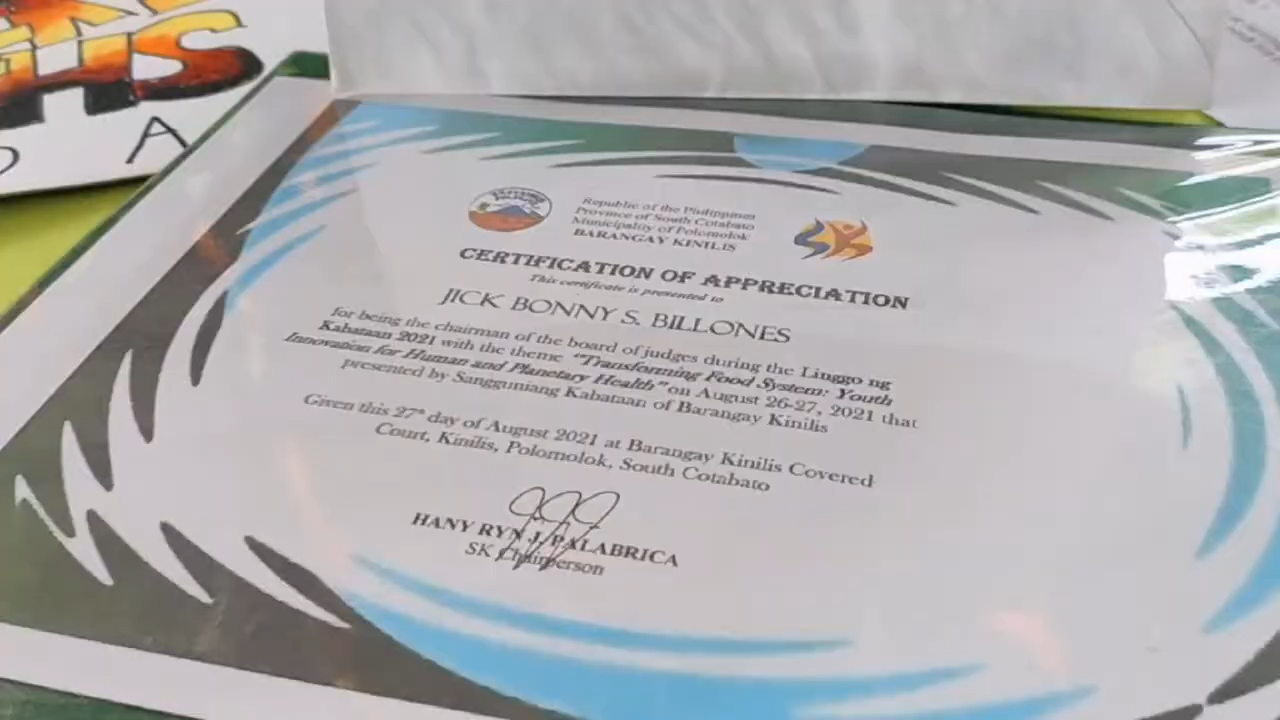 D A
Republic of the Philippines
Province of South Cotabato
Municipality of Polomolok
BARANGAY KINILIS
SK
CERTIFICATION OF APPRECIATION
This certificate is presented to
JICK BONNY S. BILLONES
for being the chairman of the board of judges during the Linggo ng
Kabataan 2021 with the theme "Transforming Food System: Youth
Innovation for Human and Planetary Health" on August 26-27, 2021 that
presented by Sangguniang Kabataan of Barangay Kinilis
Given this 27th day of August 2021 at Barangay Kinilis Covered
Court, Kinilis, Polomolok, South Cotabato
HANY RYN J. PALABRICA
SK Chairperson